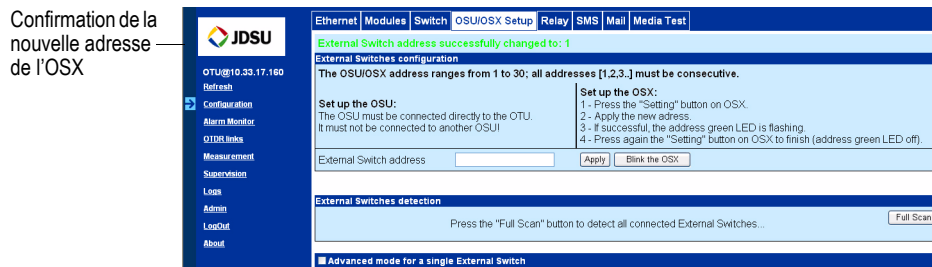 Confirmation de la
nouvelle adresse
de l'OSX
JDSU
OTU@10.33.17.160
Refresh
Configuration
Alarm Monitor
OTDR links
Measurement
Supervision
Logs
Admin
LogOut
About
Ethernet Modules Switch OSU/OSX Setup Relay SMS Mail Media Test
External Switch address successfully changed to: 1
External Switches configuration
The OSU/OSX address ranges from 1 to 30; all addresses [1,2,3..] must be consecutive.
Set up the OSU:
The OSU must be connected directly to the OTU.
It must not be connected to another OSU!
Set up the OSX:
1 - Press the "Setting" button on OSX.
2 - Apply the new adress.
3 - If successful, the address green LED is flashing.
4 - Press again the "Setting" button on OSX to finish (address green LED off).
External Switch address Apply Blink the OSX
External Switches detection
Press the "Full Scan" button to detect all connected External Switches...
Full Scan
Advanced mode for a single External Switch